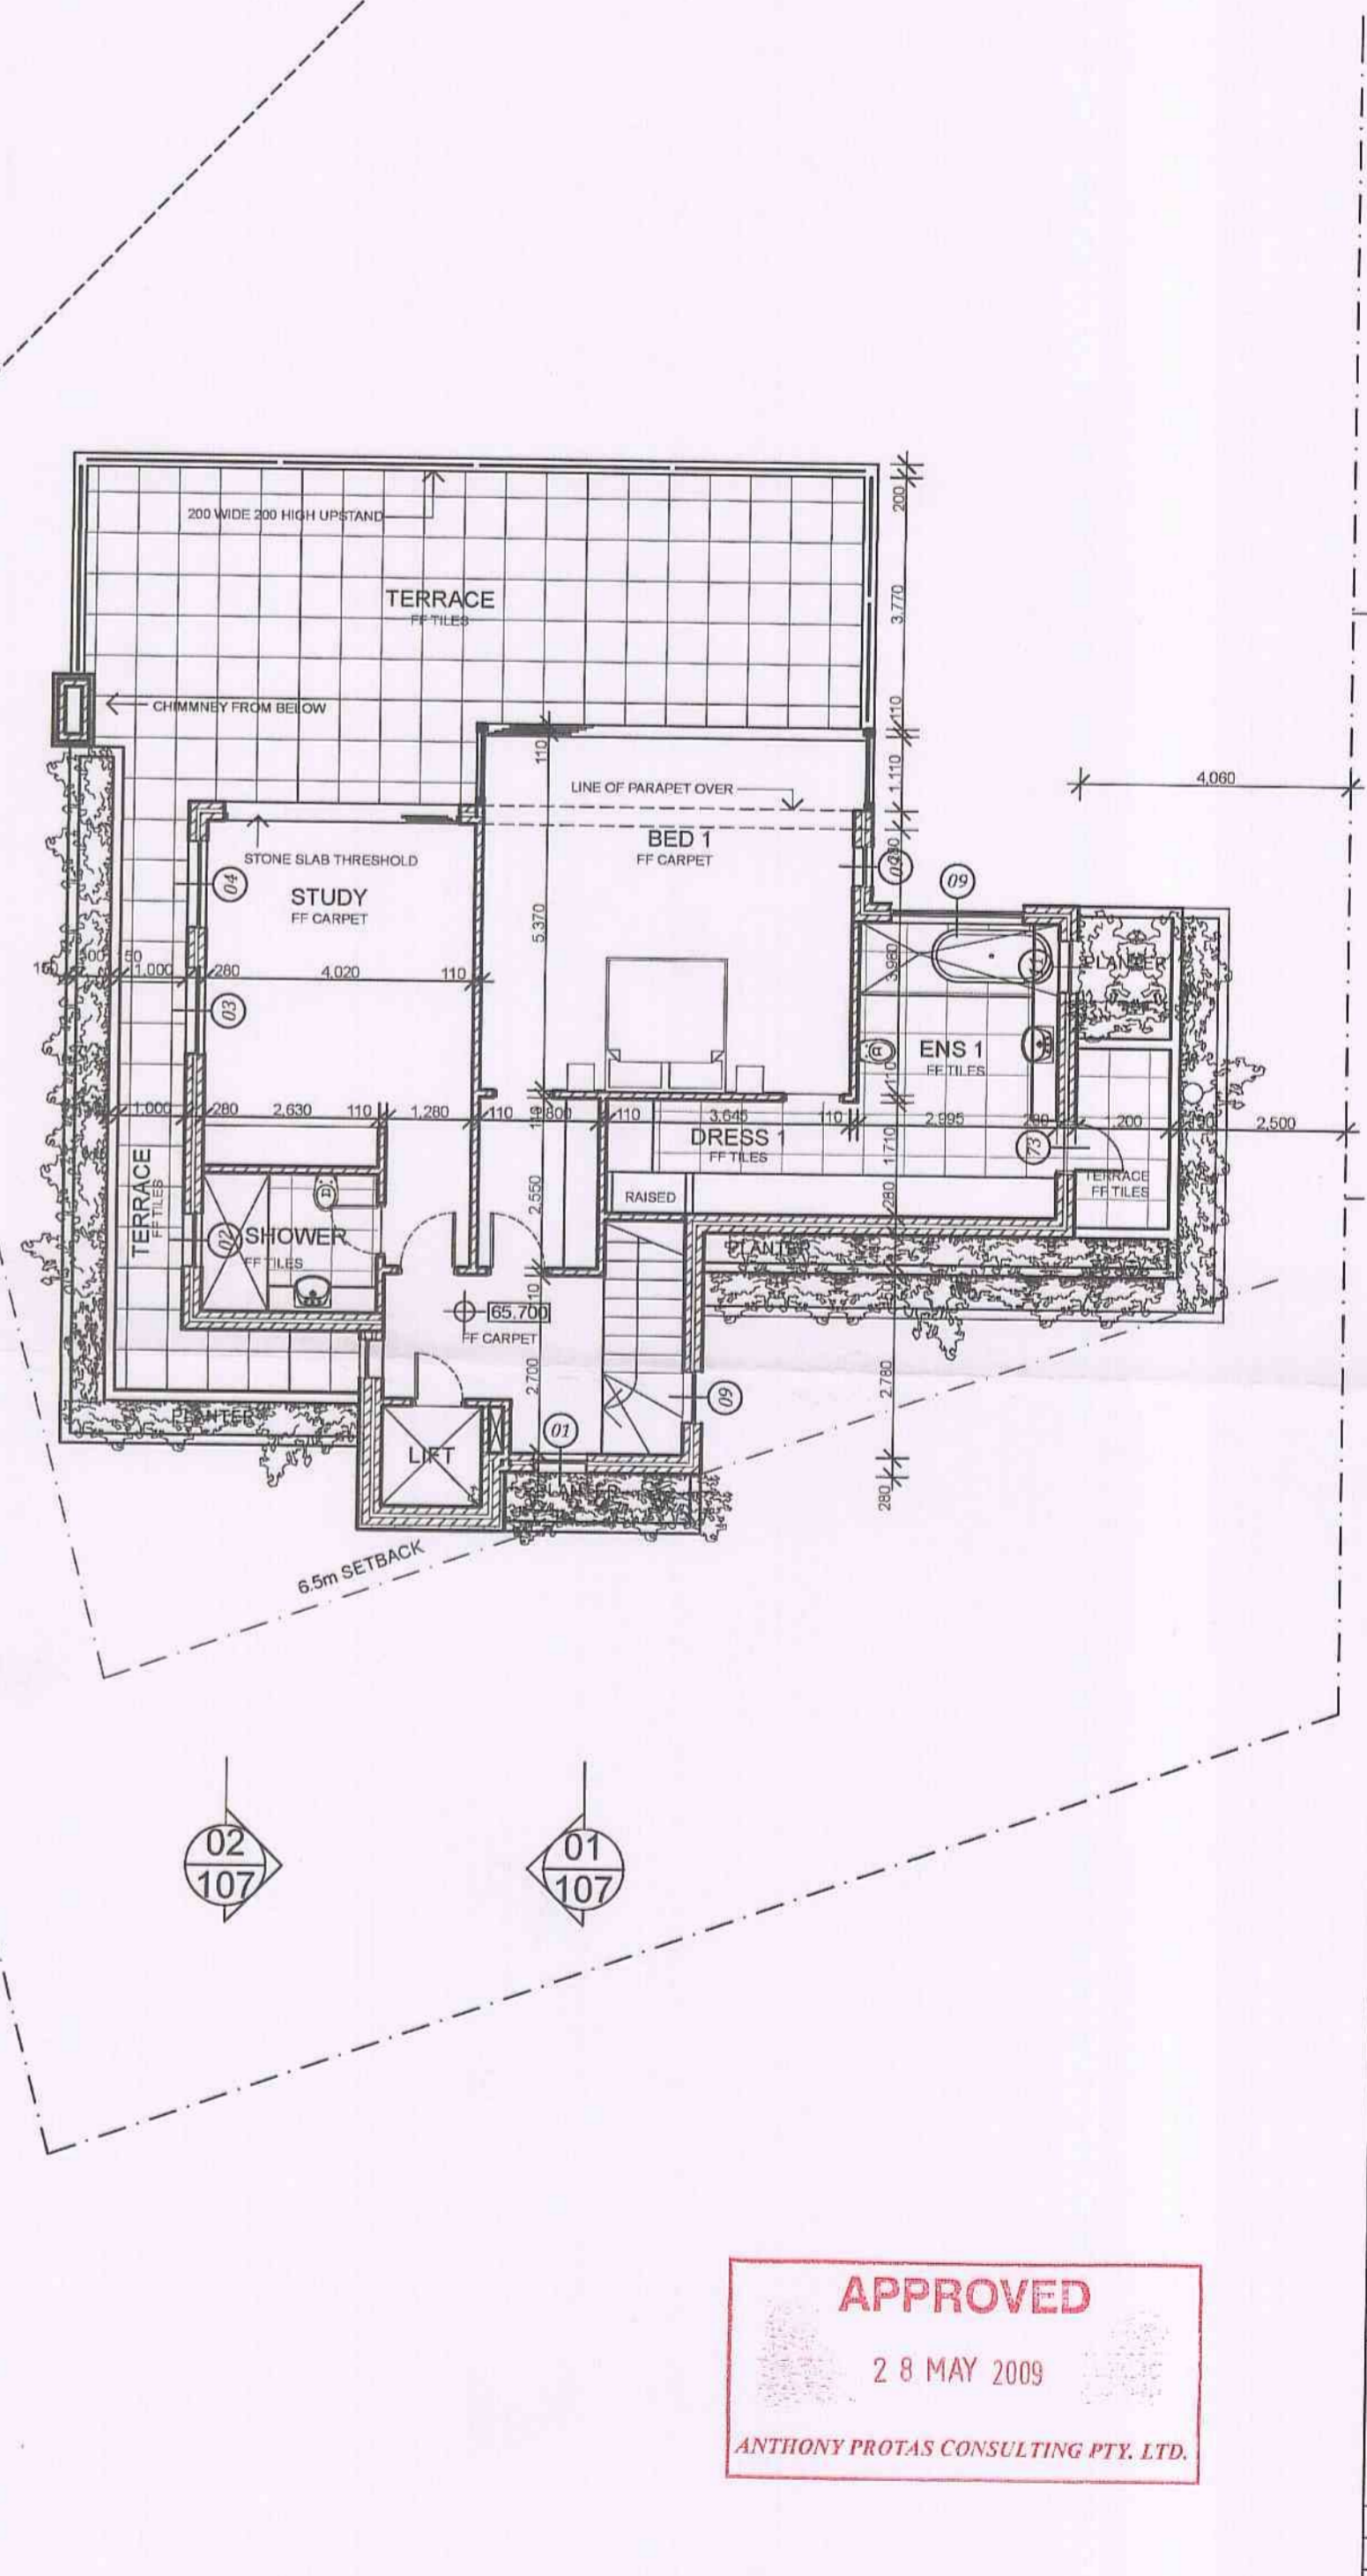 200 WIDE 200 HIGH UPSTAND
200
TERRACE
FF TILES
3.770
CHIMMNEY FROM BELOW
110
110
1.110
4,060
LINE OF PARAPET OVER
BED 1
FF CARPET
STONE SLAB THRESHOLD
04
STUDY
FF CARPET
09
5.370
3.980
1.000
280
4,020
110
03
ENS 1
FF TILES
110
1.000
280
2,630
110
1,280
110
800
110
3.645
110
2,995
200
2,500
DRESS 1
FF TILES
1.710
73
TERRACE
FF TILES
2.550
RAISED
280
TERRACE
FF TILES
02
SHOWER
FF TILES
PLANTER
65.700
FF CARPET
2.700
2.780
09
PLANTER
01
LIFT
280
6.5m SETBACK
02
107
01
107
APPROVED
28 MAY 2009
ANTHONY PROTAS CONSULTING PTY. LTD.